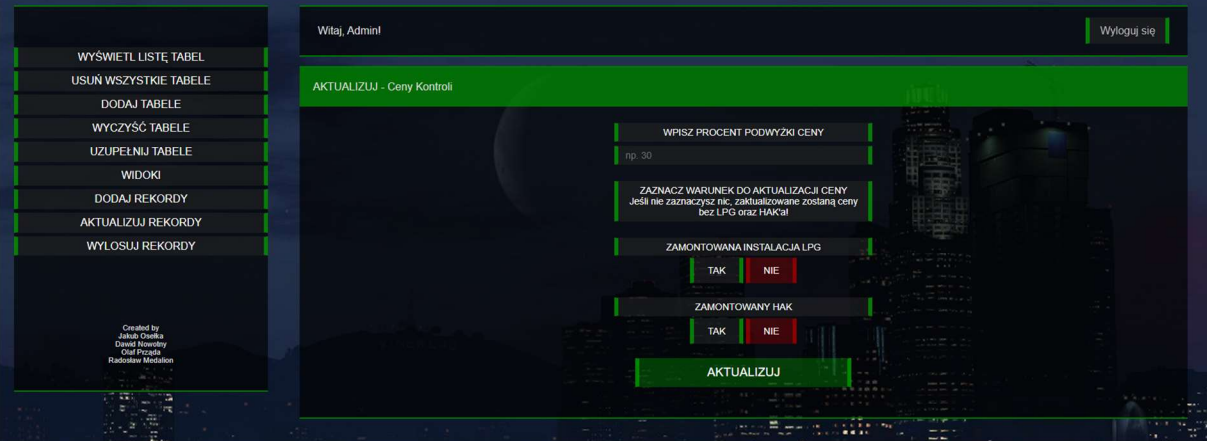 WYŚWIETL LISTĘ TABEL
USUŃ WSZYSTKIE TABELE
DODAJ TABELE
WYCZYŚĆ TABELE
UZUPEŁNIJ TABELE
WIDOKI
DODAJ REKORDY
AKTUALIZUJ REKORDY
WYLOSUJ REKORDY
Created by
Jakub Osełka
Dawid Nowotny
Olaf Prząda
Radosław Medalion
Witaj, Admin!
Wyloguj się
AKTUALIZUJ - Ceny Kontroli
WPISZ PROCENT PODWYŻKI CENY
np. 30
ZAZNACZ WARUNEK DO AKTUALIZACJI CENY
Jeśli nie zaznaczysz nic, zaktualizowane zostaną ceny
bez LPG oraz HAK'a!
ZAMONTOWANA INSTALACJA LPG
TAK NIE
ZAMONTOWANY HAK
TAK NIE
AKTUALIZUJ